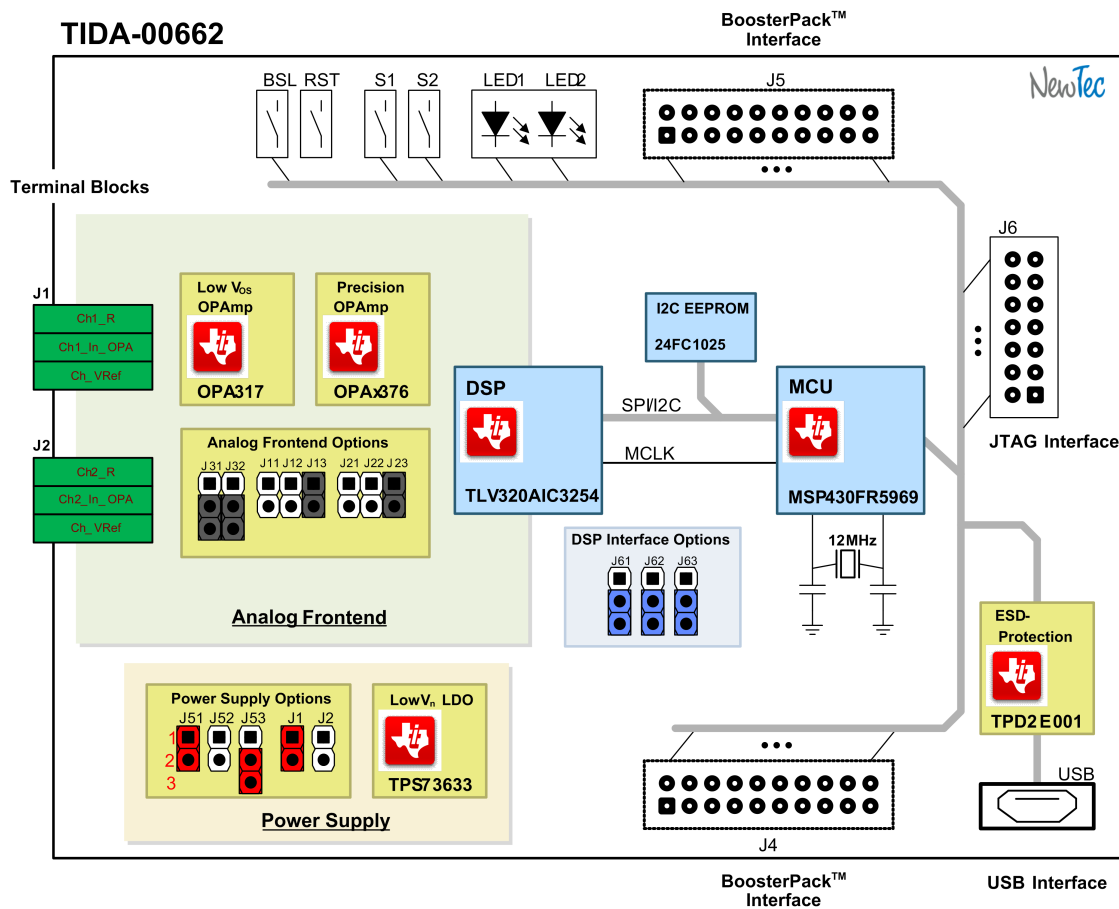 TIDA-00662
BoosterPack™
Interface
BSL RST S1 S2 LED1 LED2 J5
NewTec
Terminal Blocks
J6
J1
Ch1_R
Ch1_In_OPA
Ch_VRef
Low VOS
OPAmp
OPA317
Precision
OPAmp
OPAx376
I2C EEPROM
24FC1025
DSP
TLV320AIC3254
SPI/I2C
MCLK
MCU
MSP430FR5969
JTAG Interface
J2
Ch2_R
Ch2_In_OPA
Ch_VRef
Analog Frontend Options
J31 J32 J11 J12 J13 J21 J22 J23
Analog Frontend
12MHz
DSP Interface Options
J61 J62 J63
ESD-
Protection
TPD2E001
Power Supply Options
J51 J52 J53 J1 J2
1
2
3
LowVn LDO
TPS73633
Power Supply
USB
J4
BoosterPack™
Interface
USB Interface